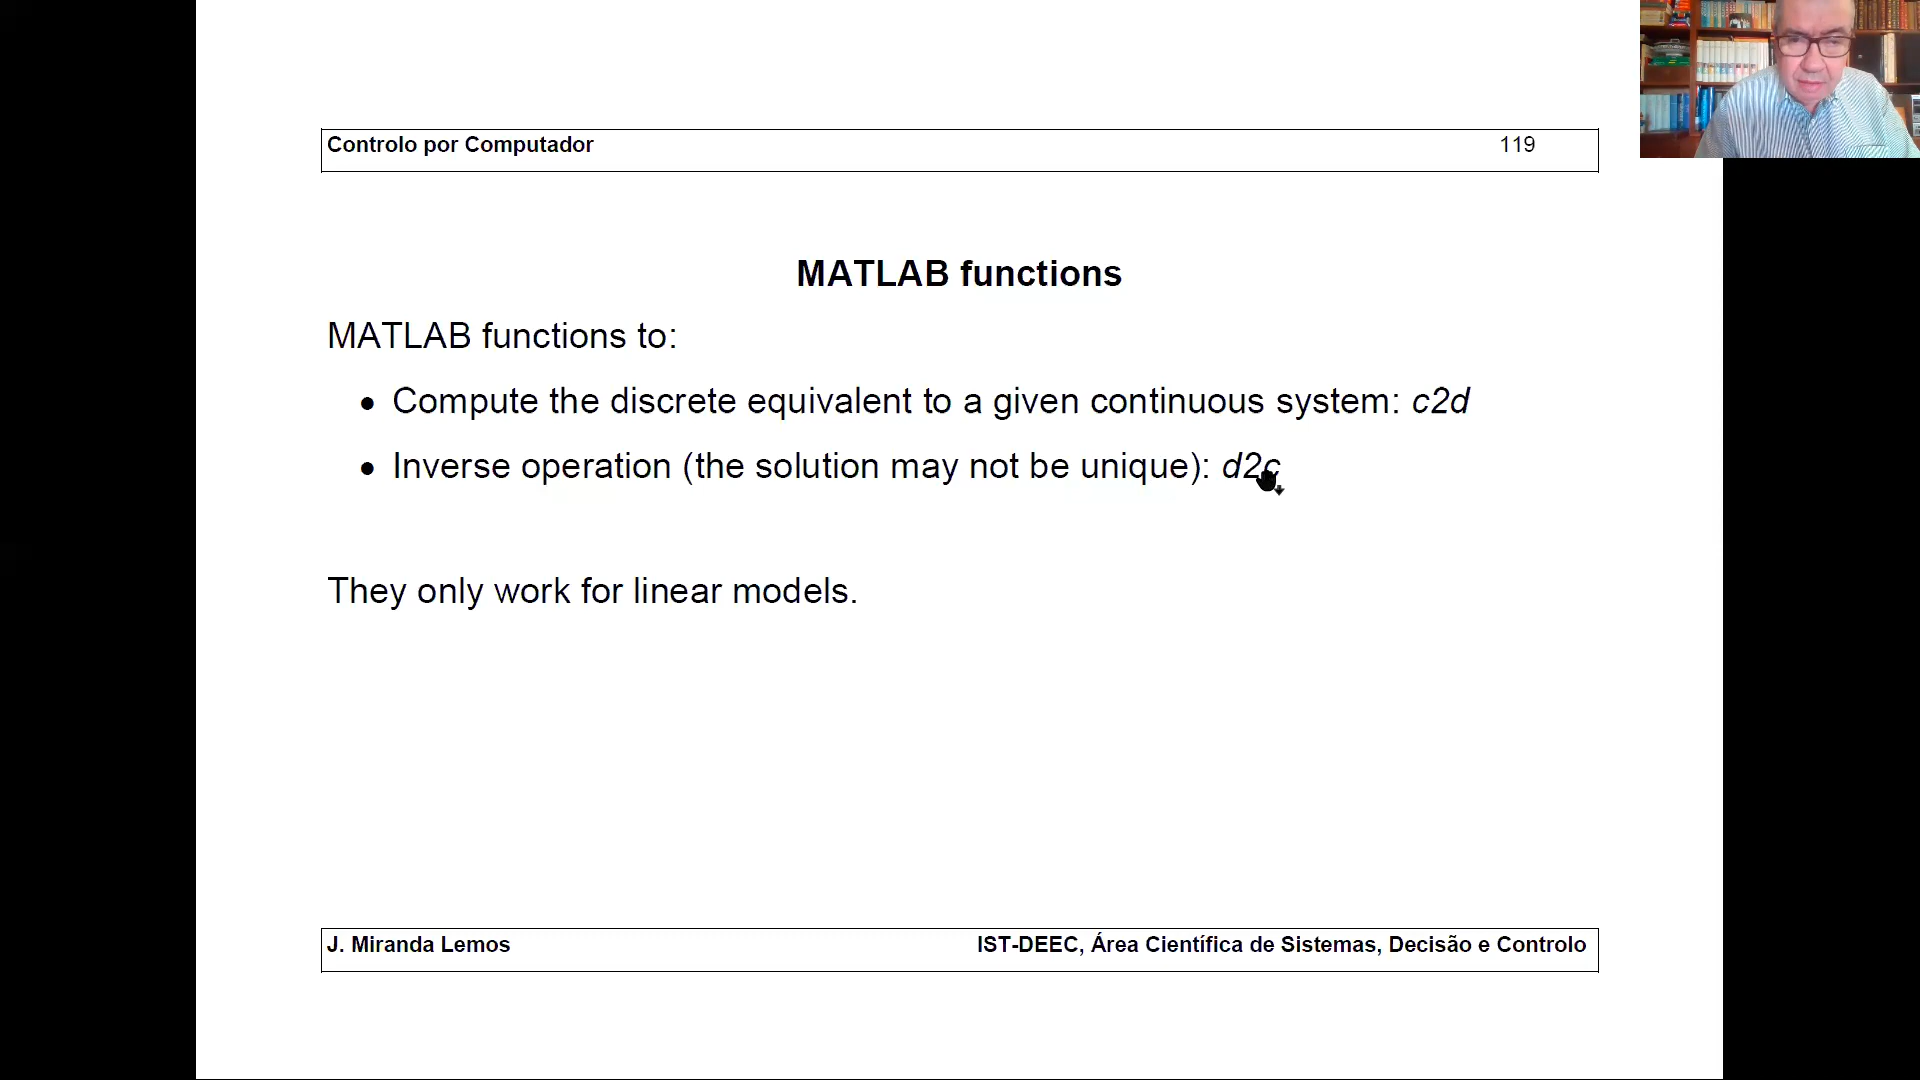 Controlo por Computador 119
MATLAB functions
MATLAB functions to:
• Compute the discrete equivalent to a given continuous system: c2d
• Inverse operation (the solution may not be unique): d2c
They only work for linear models.
J. Miranda Lemos IST-DEEC, Área Científica de Sistemas, Decisão e Controlo